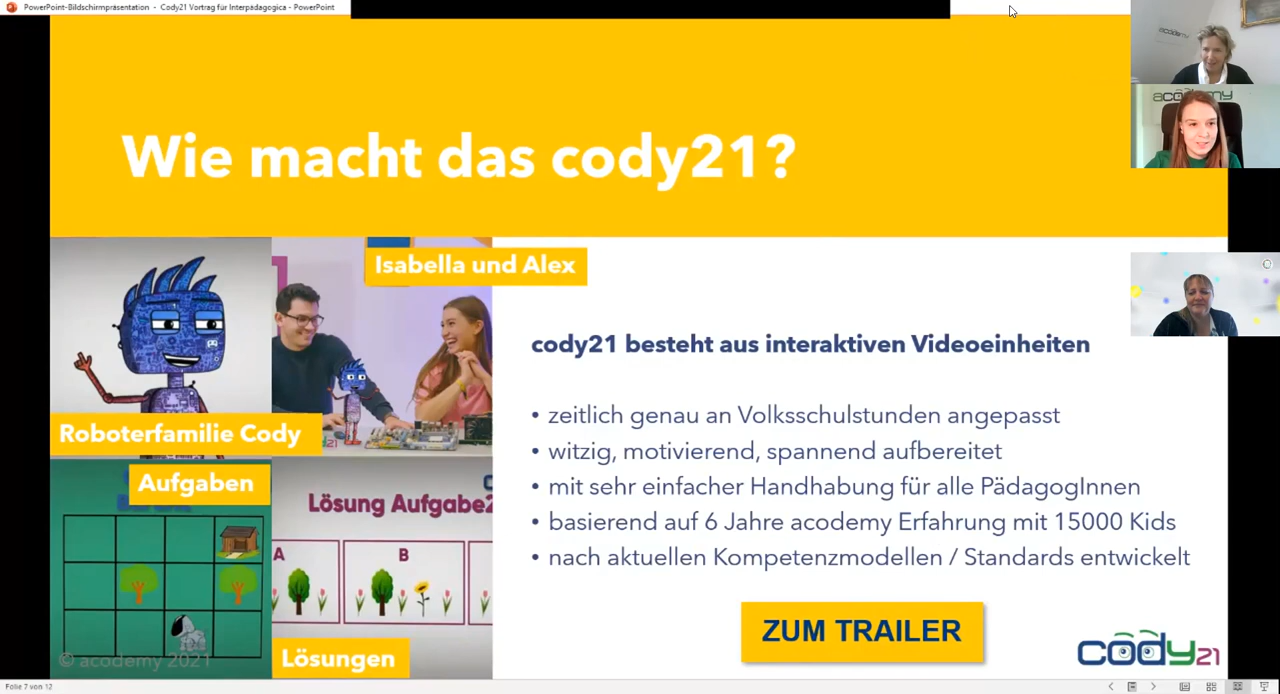 PowerPoint-Bildschirmpräsentation - Cody21 Vortrag für Interpädagogica - PowerPoint
acodemy
acodemy
Wie macht das cody21?
Isabella und Alex
Roboterfamilie Cody
Aufgaben
Lösung Aufgabe2
A
B
Lösungen
© acodemy 2021
cody21 besteht aus interaktiven Videoeinheiten
• zeitlich genau an Volksschulstunden angepasst
• witzig, motivierend, spannend aufbereitet
• mit sehr einfacher Handhabung für alle PädagogInnen
• basierend auf 6 Jahre acodemy Erfahrung mit 15000 Kids
• nach aktuellen Kompetenzmodellen / Standards entwickelt
ZUM TRAILER
cody21
Folie 7 von 12